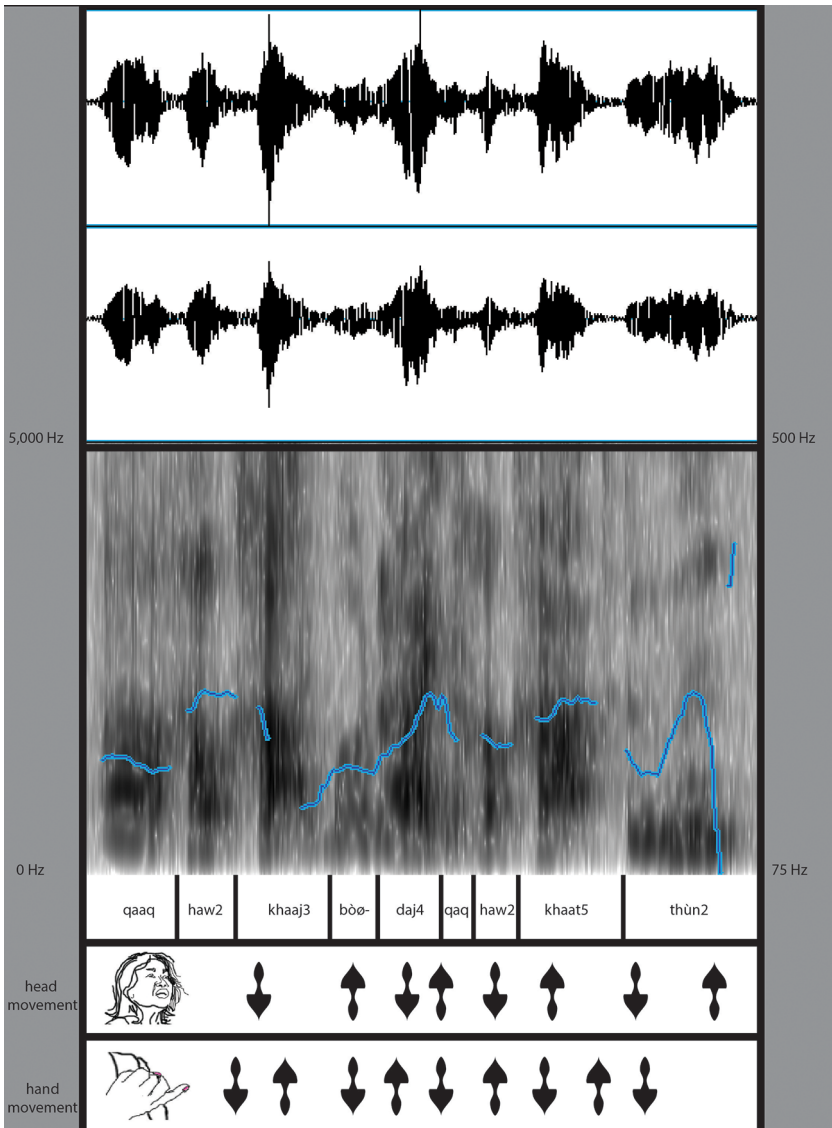 5,000 Hz
500 Hz
0 Hz
75 Hz
qaaq haw2 khaaj3 bòø- daj4 qaq haw2 khaat5 thùn2
head
movement
hand
movement